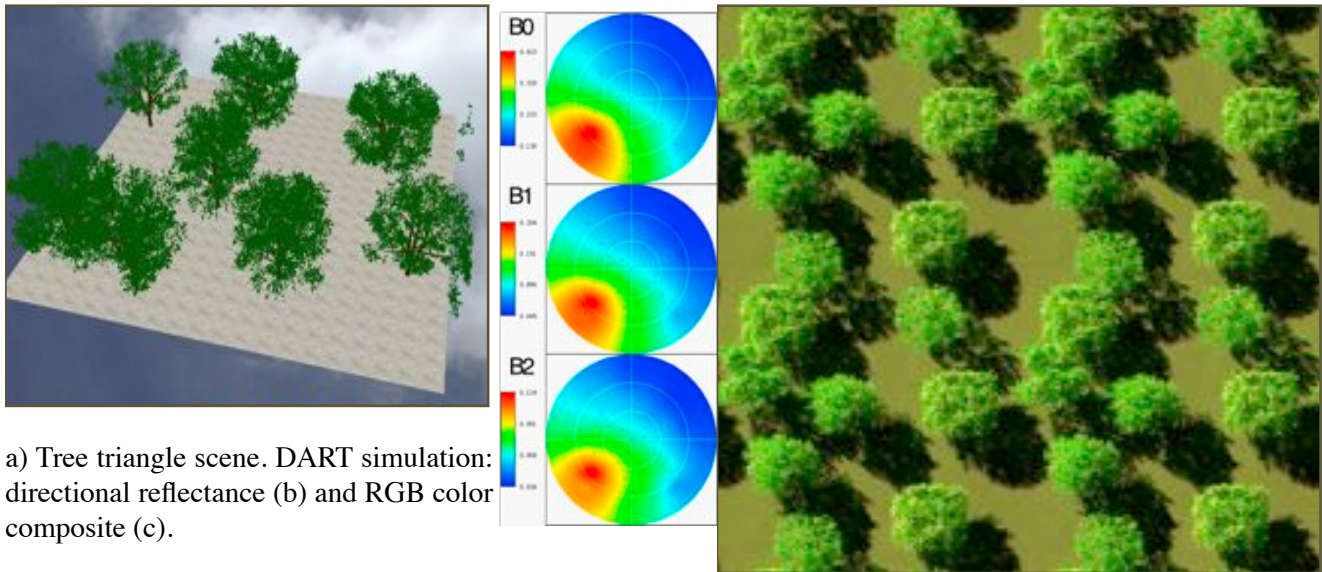 B0
B1
B2
a) Tree triangle scene. DART simulation:
directional reflectance (b) and RGB color
composite (c).